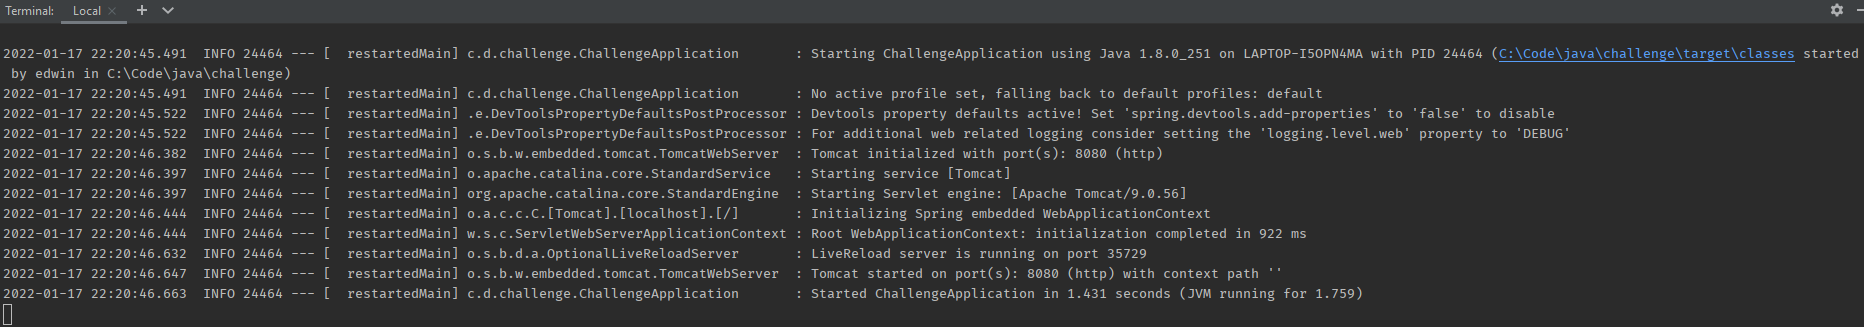 Terminal: Local × +
2022-01-17 22:20:45.491  INFO 24464 --- [  restartedMain] c.d.challenge.ChallengeApplication       : Starting ChallengeApplication using Java 1.8.0_251 on LAPTOP-I5OPN4MA with PID 24464 (C:\Code\java\challenge\target\classes started
 by edwin in C:\Code\java\challenge)
2022-01-17 22:20:45.491  INFO 24464 --- [  restartedMain] c.d.challenge.ChallengeApplication       : No active profile set, falling back to default profiles: default
2022-01-17 22:20:45.522  INFO 24464 --- [  restartedMain] .e.DevToolsPropertyDefaultsPostProcessor : Devtools property defaults active! Set 'spring.devtools.add-properties' to 'false' to disable
2022-01-17 22:20:45.522  INFO 24464 --- [  restartedMain] .e.DevToolsPropertyDefaultsPostProcessor : For additional web related logging consider setting the 'logging.level.web' property to 'DEBUG'
2022-01-17 22:20:46.382  INFO 24464 --- [  restartedMain] o.s.b.w.embedded.tomcat.TomcatWebServer  : Tomcat initialized with port(s): 8080 (http)
2022-01-17 22:20:46.397  INFO 24464 --- [  restartedMain] o.apache.catalina.core.StandardService   : Starting service [Tomcat]
2022-01-17 22:20:46.397  INFO 24464 --- [  restartedMain] org.apache.catalina.core.StandardEngine  : Starting Servlet engine: [Apache Tomcat/9.0.56]
2022-01-17 22:20:46.444  INFO 24464 --- [  restartedMain] o.a.c.c.C.[Tomcat].[localhost].[/]       : Initializing Spring embedded WebApplicationContext
2022-01-17 22:20:46.444  INFO 24464 --- [  restartedMain] w.s.c.ServletWebServerApplicationContext : Root WebApplicationContext: initialization completed in 922 ms
2022-01-17 22:20:46.632  INFO 24464 --- [  restartedMain] o.s.b.d.a.OptionalLiveReloadServer       : LiveReload server is running on port 35729
2022-01-17 22:20:46.647  INFO 24464 --- [  restartedMain] o.s.b.w.embedded.tomcat.TomcatWebServer  : Tomcat started on port(s): 8080 (http) with context path ''
2022-01-17 22:20:46.663  INFO 24464 --- [  restartedMain] c.d.challenge.ChallengeApplication       : Started ChallengeApplication in 1.431 seconds (JVM running for 1.759)